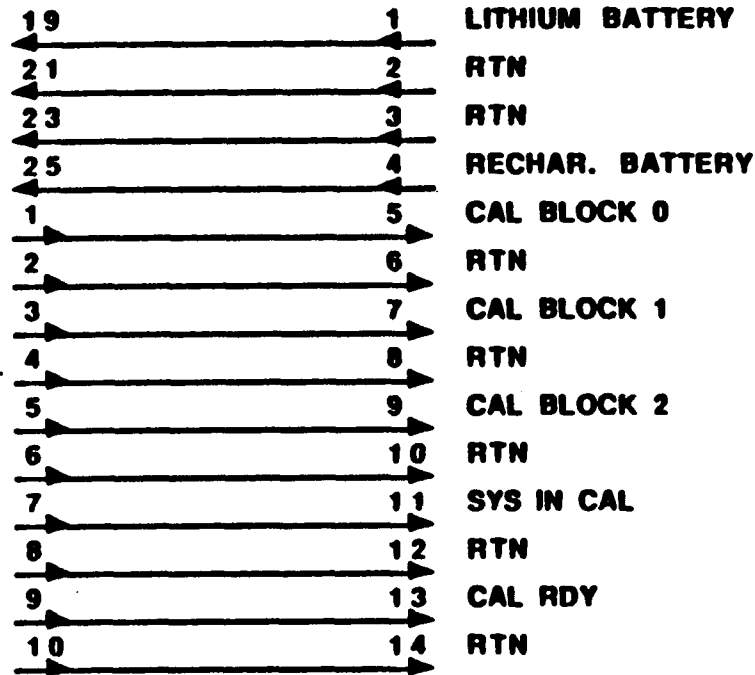 19 1 LITHIUM BATTERY
21 2 RTN
23 3 RTN
25 4 RECHAR. BATTERY
1 5 CAL BLOCK 0
2 6 RTN
3 7 CAL BLOCK 1
4 8 RTN
5 9 CAL BLOCK 2
6 10 RTN
7 11 SYS IN CAL
8 12 RTN
9 13 CAL RDY
10 14 RTN